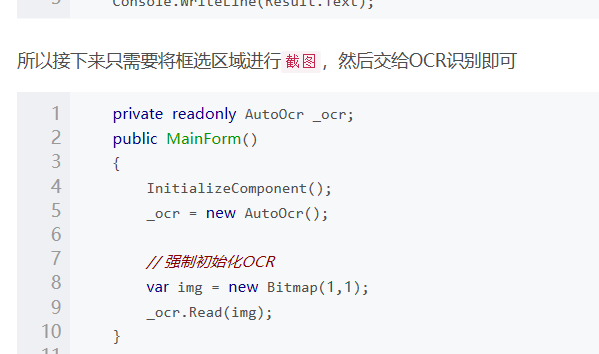 Console.WriteLine(Result.Text);
所以接下来只需要将框选区域进行 截图 ，然后交给OCR识别即可
1 private readonly AutoOcr _ocr;
2 public MainForm()
3 {
4 InitializeComponent();
5 _ocr = new AutoOcr();
6
7 // 强制初始化OCR
8 var img = new Bitmap(1,1);
9 _ocr.Read(img);
10 }
11